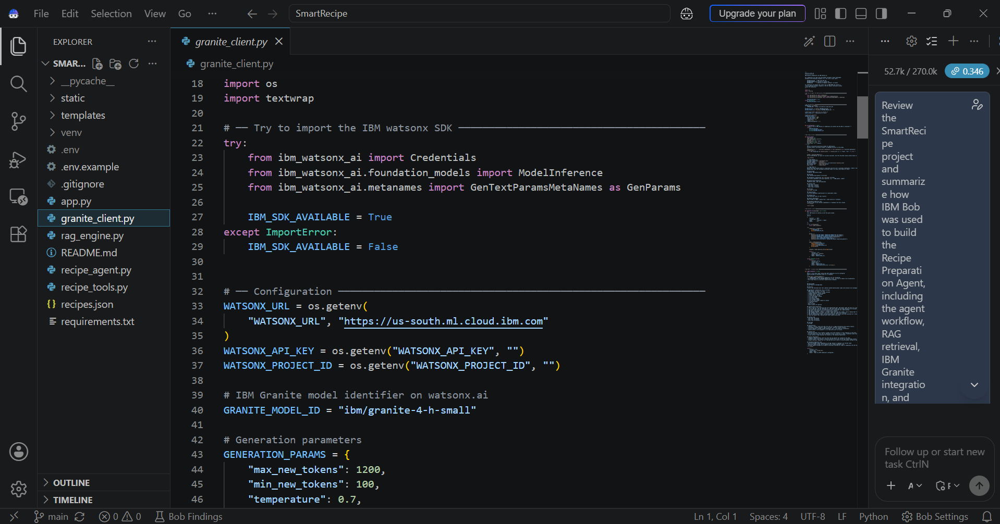 File Edit Selection View Go ··· SmartRecipe Upgrade your plan
EXPLORER
SMAR...
__pycache__
static
templates
venv
.env
.env.example
.gitignore
app.py
granite_client.py
rag_engine.py
README.md
recipe_agent.py
recipe_tools.py
recipes.json
requirements.txt
OUTLINE
TIMELINE
granite_client.py
granite_client.py
18 import os
19 import textwrap
20
21 # ── Try to import the IBM watsonx SDK ─────────────────────────────────────────
22 try:
23     from ibm_watsonx_ai import Credentials
24     from ibm_watsonx_ai.foundation_models import ModelInference
25     from ibm_watsonx_ai.metanames import GenTextParamsMetaNames as GenParams
26
27     IBM_SDK_AVAILABLE = True
28 except ImportError:
29     IBM_SDK_AVAILABLE = False
30
31
32 # ── Configuration ─────────────────────────────────────────────────────────────
33 WATSONX_URL = os.getenv(
34     "WATSONX_URL", "https://us-south.ml.cloud.ibm.com"
35 )
36 WATSONX_API_KEY = os.getenv("WATSONX_API_KEY", "")
37 WATSONX_PROJECT_ID = os.getenv("WATSONX_PROJECT_ID", "")
38
39 # IBM Granite model identifier on watsonx.ai
40 GRANITE_MODEL_ID = "ibm/granite-4-h-small"
41
42 # Generation parameters
43 GENERATION_PARAMS = {
44     "max_new_tokens": 1200,
45     "min_new_tokens": 100,
46     "temperature": 0.7,
52.7k / 270.0k 0.346
Review
the
SmartReci
pe
project
and
summariz
e how
IBM Bob
was used
to build
the
Recipe
Preparati
on Agent,
including
the agent
workflow,
RAG
retrieval,
IBM
Granite
integratio
n, and
Follow up or start new
task CtrlN
A
main 0 0 Bob Findings Ln 1, Col 1 Spaces: 4 UTF-8 LF Python Bob Settings